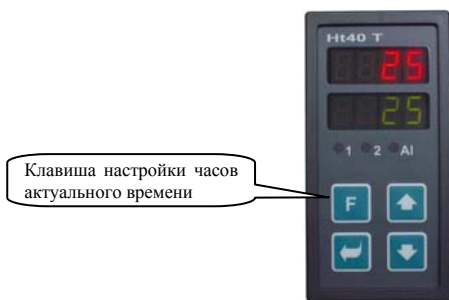 Ht40 T
25
25
1 2 Al
Клавиша настройки часов
актуального времени
F